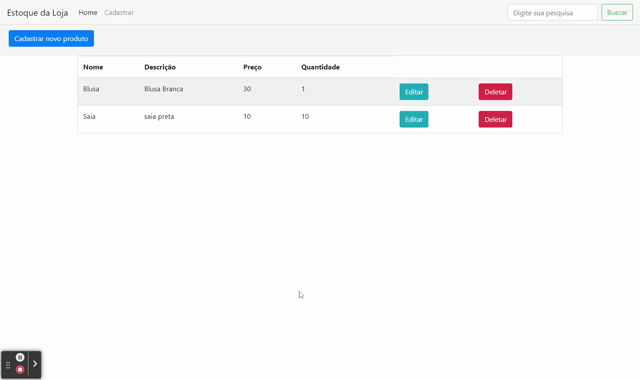 Estoque da Loja Home Cadastrar Digite sua pesquisa Buscar
Cadastrar novo produto
Nome Descrição Preço Quantidade
Blusa Blusa Branca 30 1 Editar Deletar
Saia saia preta 10 10 Editar Deletar